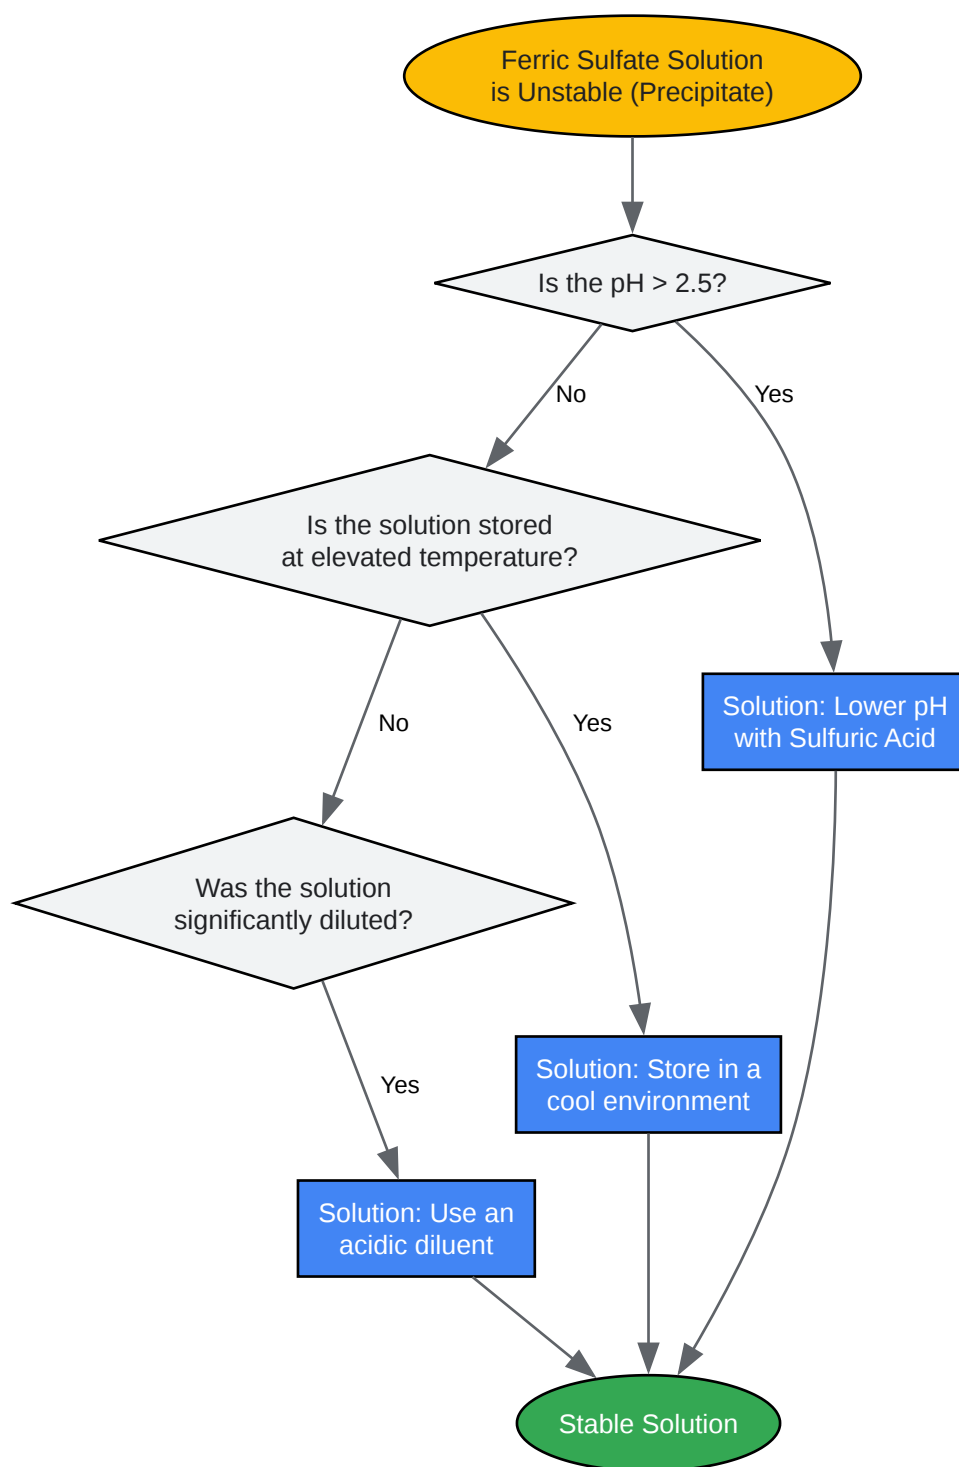 Ferric Sulfate Solution
is Unstable (Precipitate)
Is the pH > 2.5?
No
Yes
Is the solution stored
at elevated temperature?
No
Yes
Solution: Lower pH
with Sulfuric Acid
Was the solution
significantly diluted?
Yes
Solution: Store in a
cool environment
Solution: Use an
acidic diluent
Stable Solution